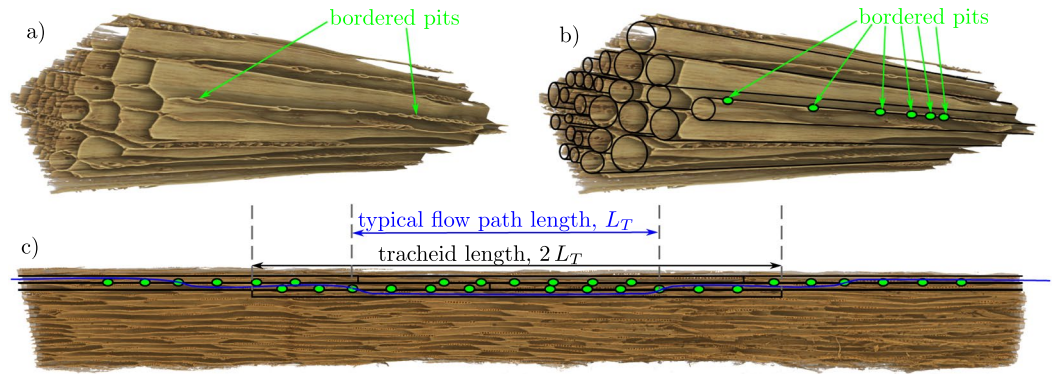 a)
bordered pits
b)
bordered pits
typical flow path length, L_T
c)
tracheid length, 2 L_T